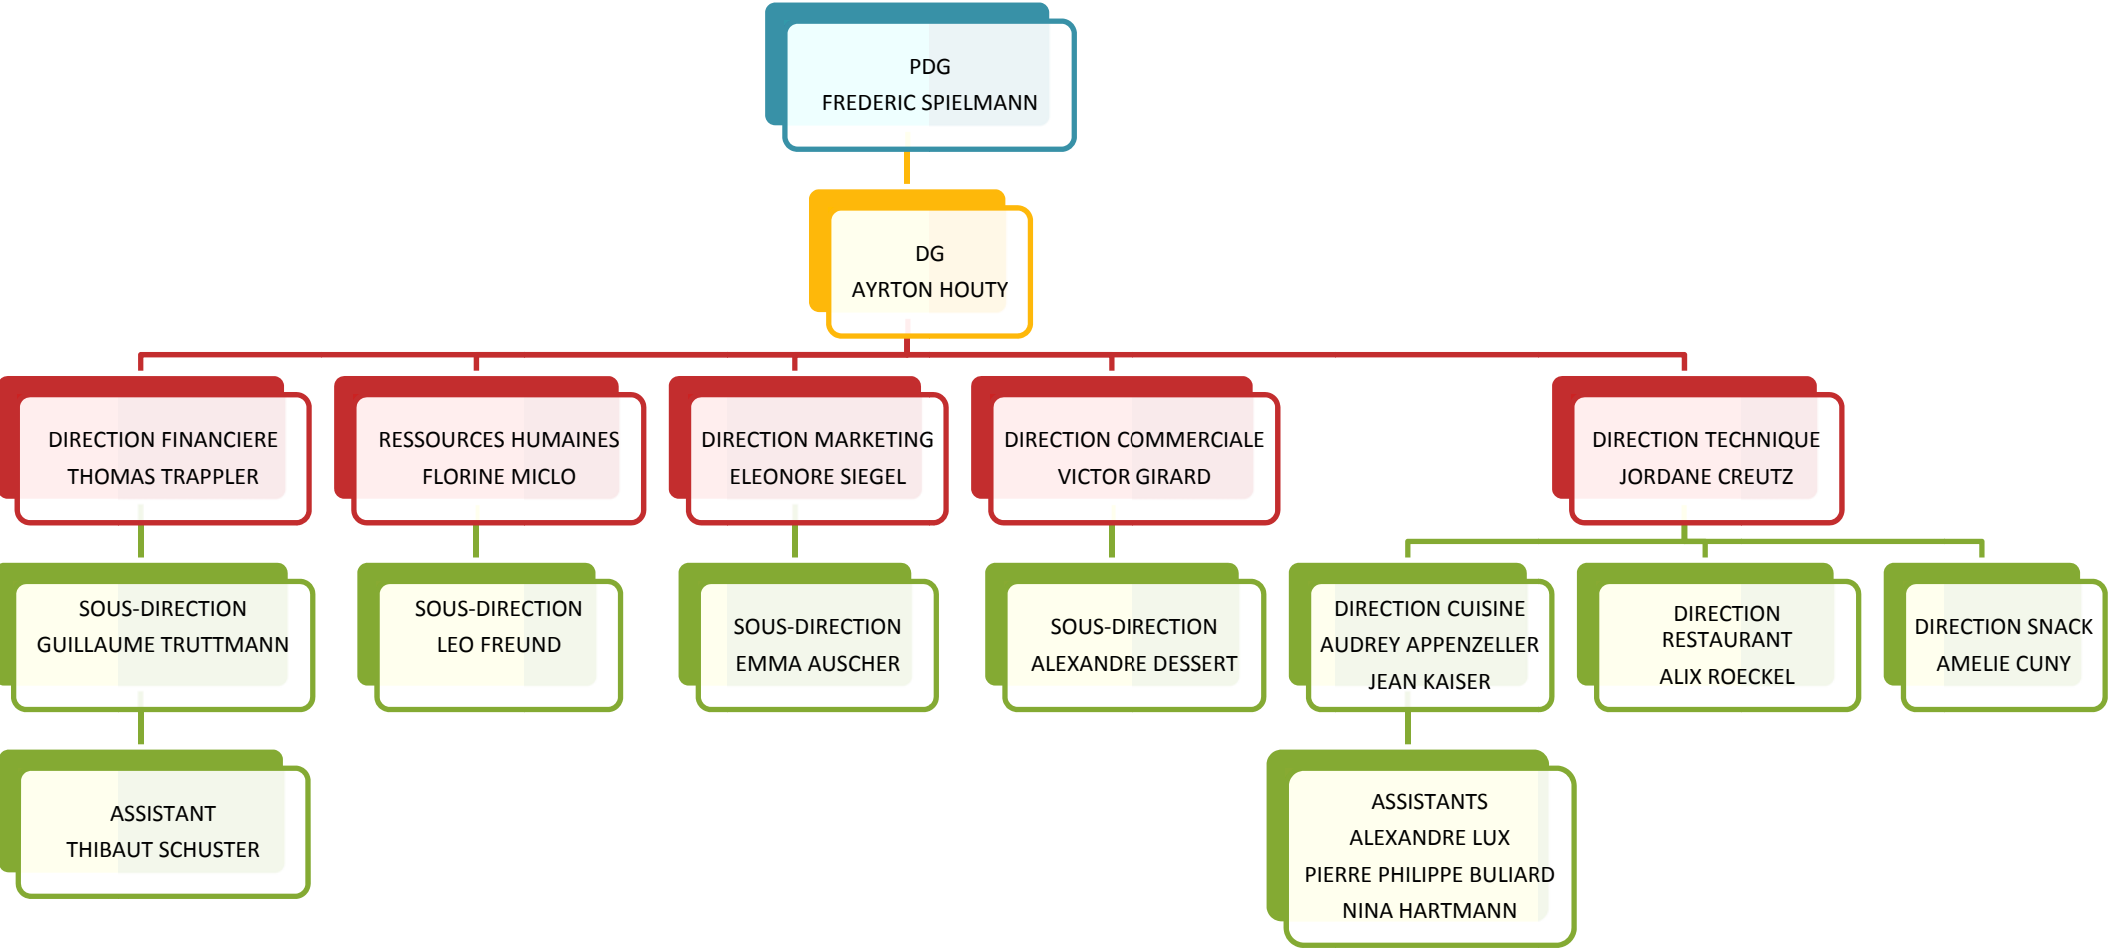 PDG
FREDERIC SPIELMANN
DG
AYRTON HOUTY
DIRECTION FINANCIERE
THOMAS TRAPPLER
RESSOURCES HUMAINES
FLORINE MICLO
DIRECTION MARKETING
ELEONORE SIEGEL
DIRECTION COMMERCIALE
VICTOR GIRARD
DIRECTION TECHNIQUE
JORDANE CREUTZ
SOUS-DIRECTION
GUILLAUME TRUTTMANN
SOUS-DIRECTION
LEO FREUND
SOUS-DIRECTION
EMMA AUSCHER
SOUS-DIRECTION
ALEXANDRE DESSERT
DIRECTION CUISINE
AUDREY APPENZELLER
JEAN KAISER
DIRECTION
RESTAURANT
ALIX ROECKEL
DIRECTION SNACK
AMELIE CUNY
ASSISTANT
THIBAUT SCHUSTER
ASSISTANTS
ALEXANDRE LUX
PIERRE PHILIPPE BULIARD
NINA HARTMANN